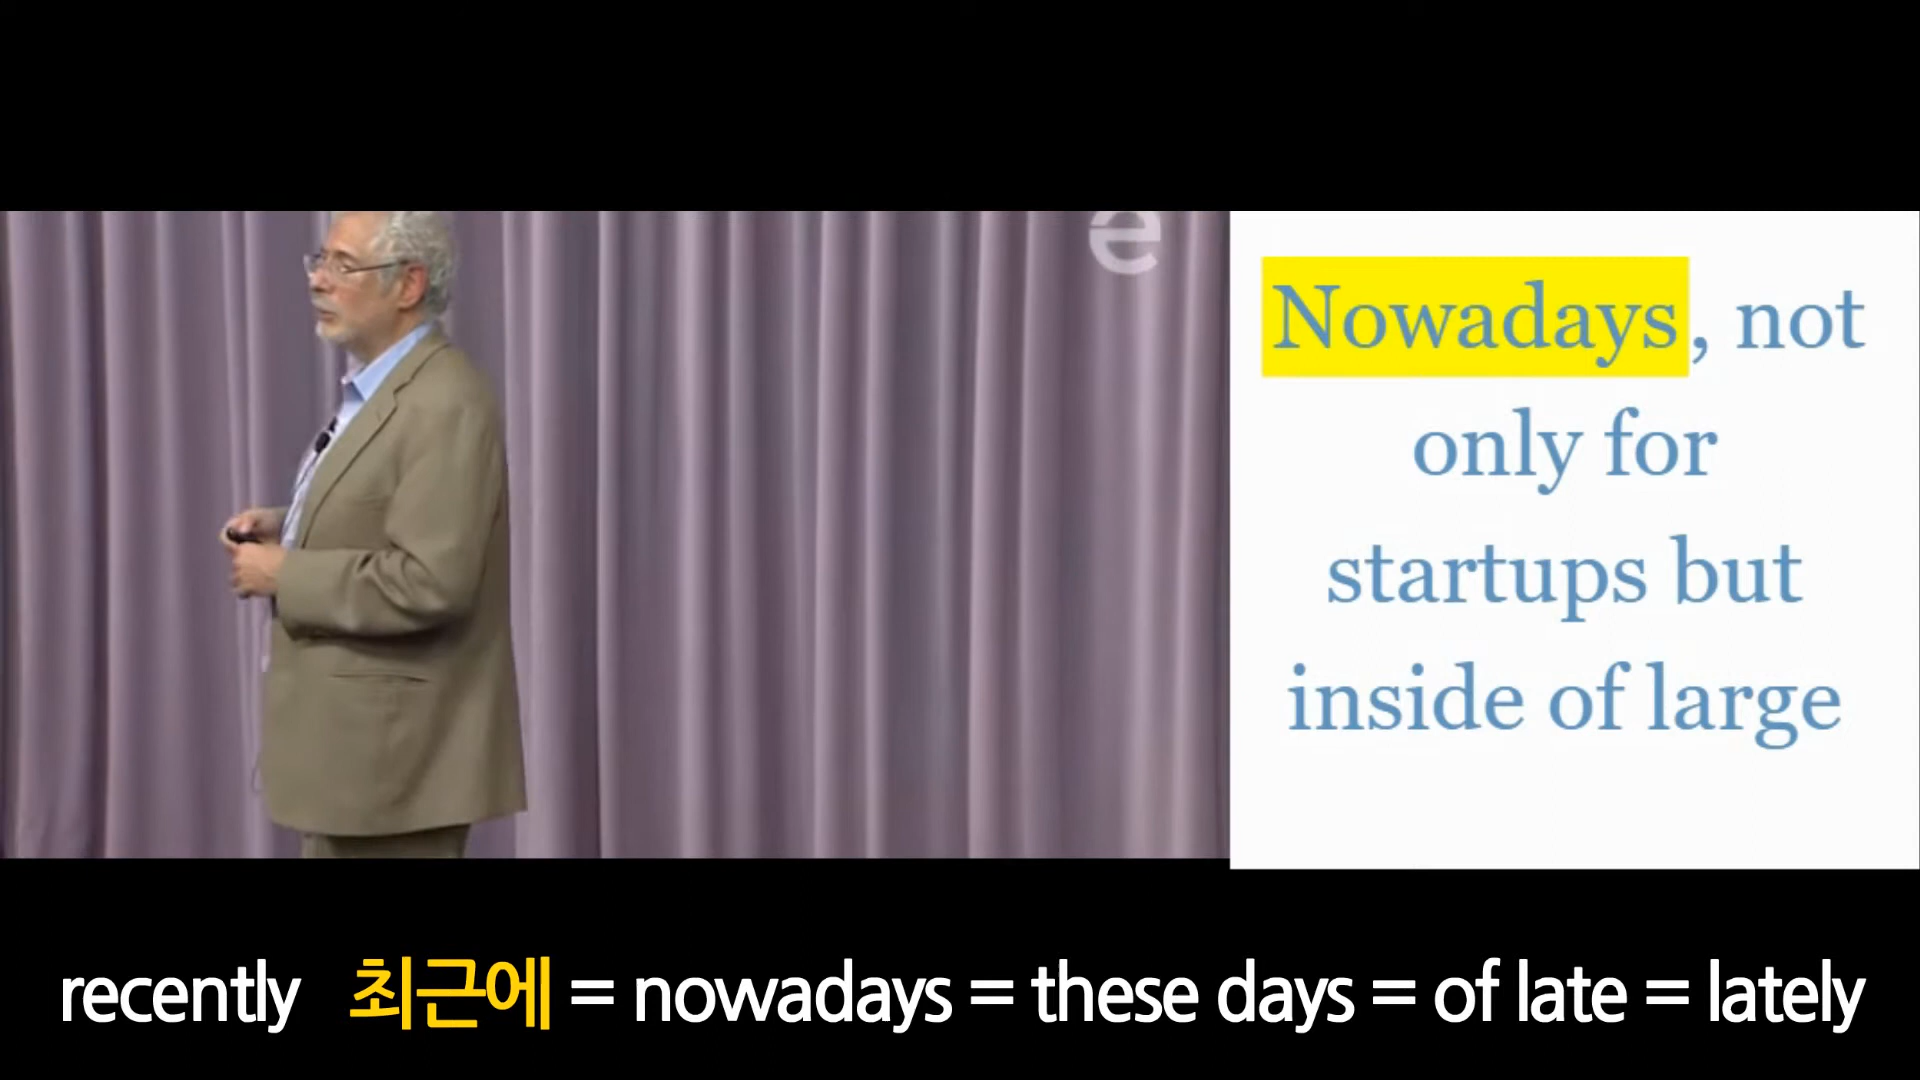 e
Nowadays, not
only for
startups but
inside of large
recently 최근에 = nowadays = these days = of late = lately